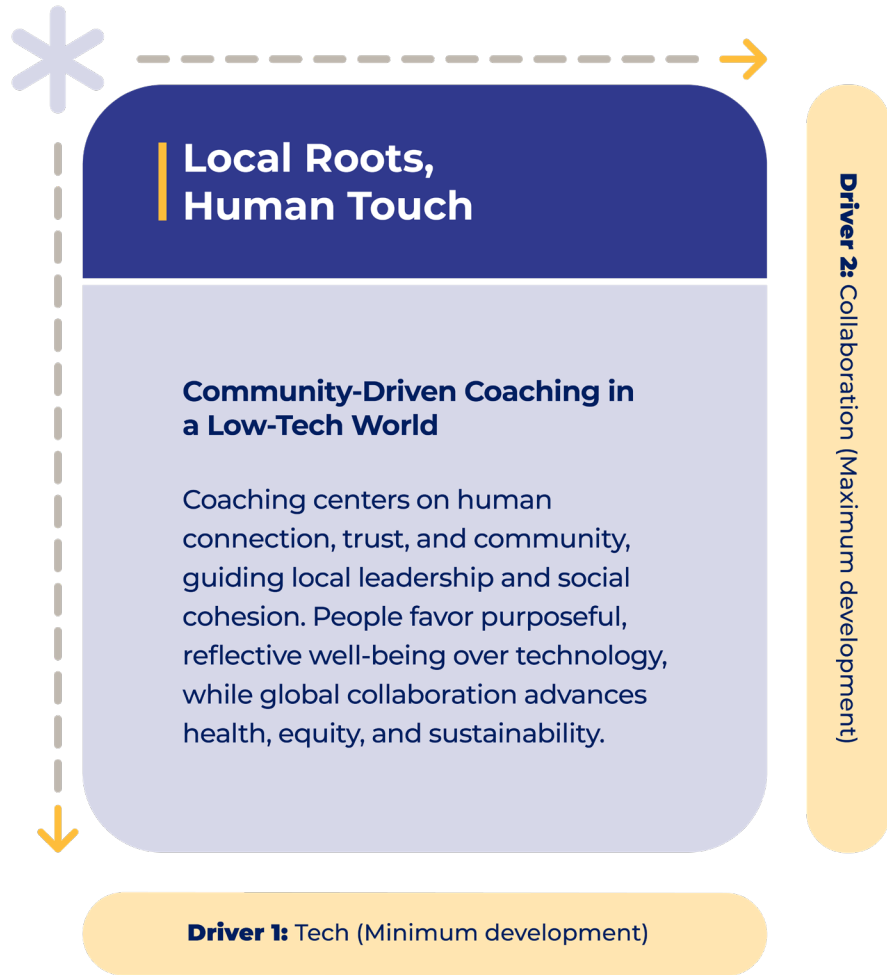 Local Roots,
Human Touch
Community-Driven Coaching in
a Low-Tech World
Coaching centers on human
connection, trust, and community,
guiding local leadership and social
cohesion. People favor purposeful,
reflective well-being over technology,
while global collaboration advances
health, equity, and sustainability.
Driver 2: Collaboration (Maximum development)
Driver 1: Tech (Minimum development)